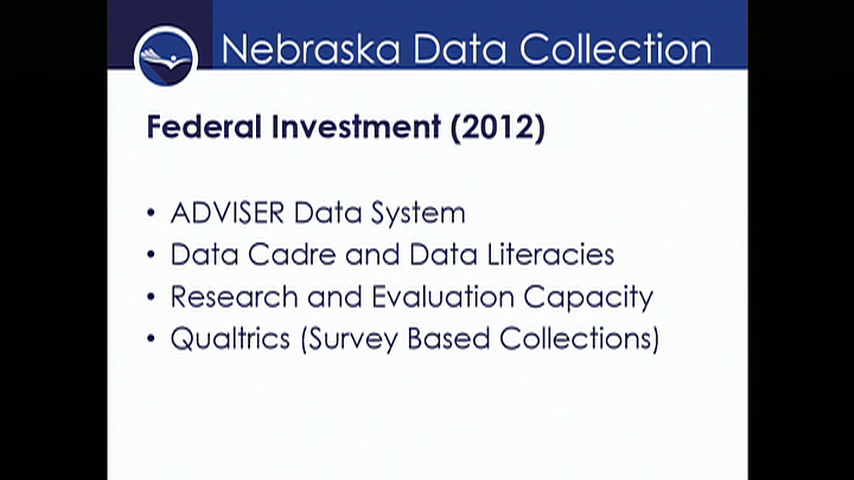 Nebraska Data Collection
Federal Investment (2012)
• ADVISER Data System
• Data Cadre and Data Literacies
• Research and Evaluation Capacity
• Qualtrics (Survey Based Collections)